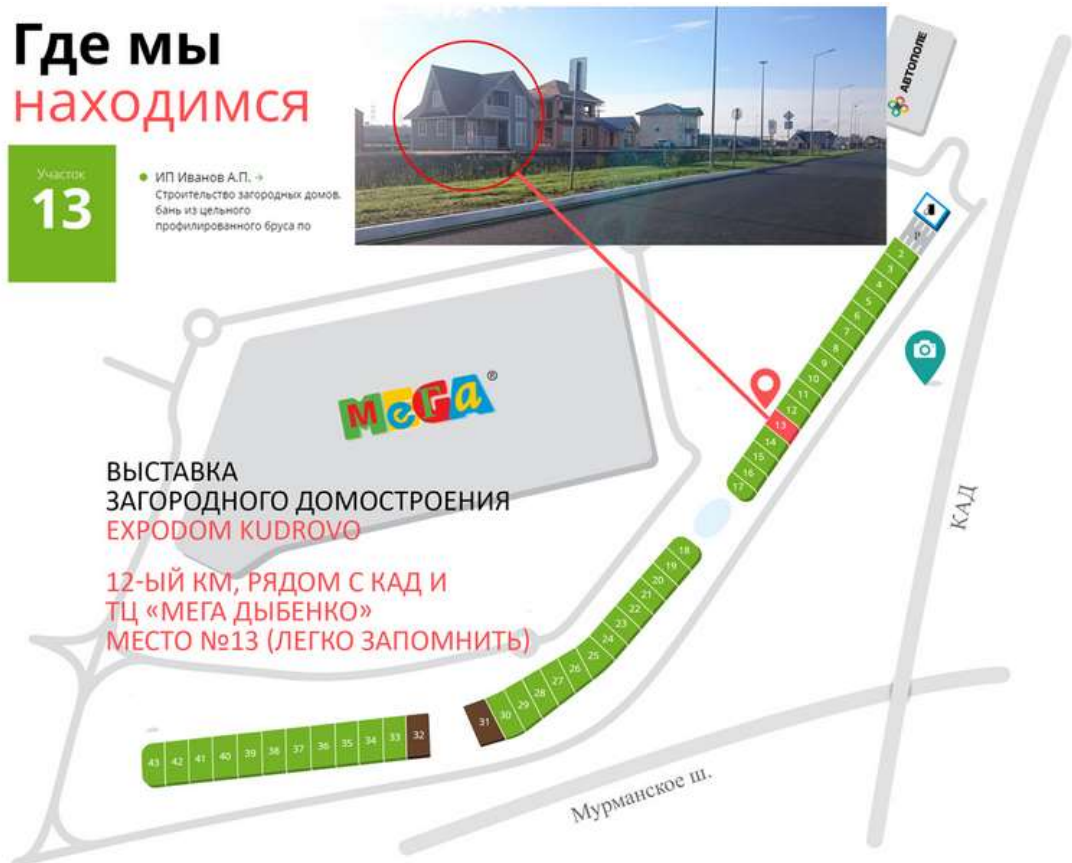 Где мы
находимся
Участок
13
ИП Иванов А.П. →
Строительство загородных домов,
бань из цельного
профилированного бруса по
АВТОПОЛЕ
P
2
3
4
5
6
7
8
9
10
11
12
13
14
15
16
17
МеГа®
ВЫСТАВКА
ЗАГОРОДНОГО ДОМОСТРОЕНИЯ
EXPODOM KUDROVO
12-ЫЙ КМ, РЯДОМ С КАД И
ТЦ «МЕГА ДЫБЕНКО»
МЕСТО №13 (ЛЕГКО ЗАПОМНИТЬ)
КАД
18
19
20
21
22
23
24
25
26
27
28
29
30
31
32
33
34
35
36
37
38
39
40
41
42
43
Мурманское ш.